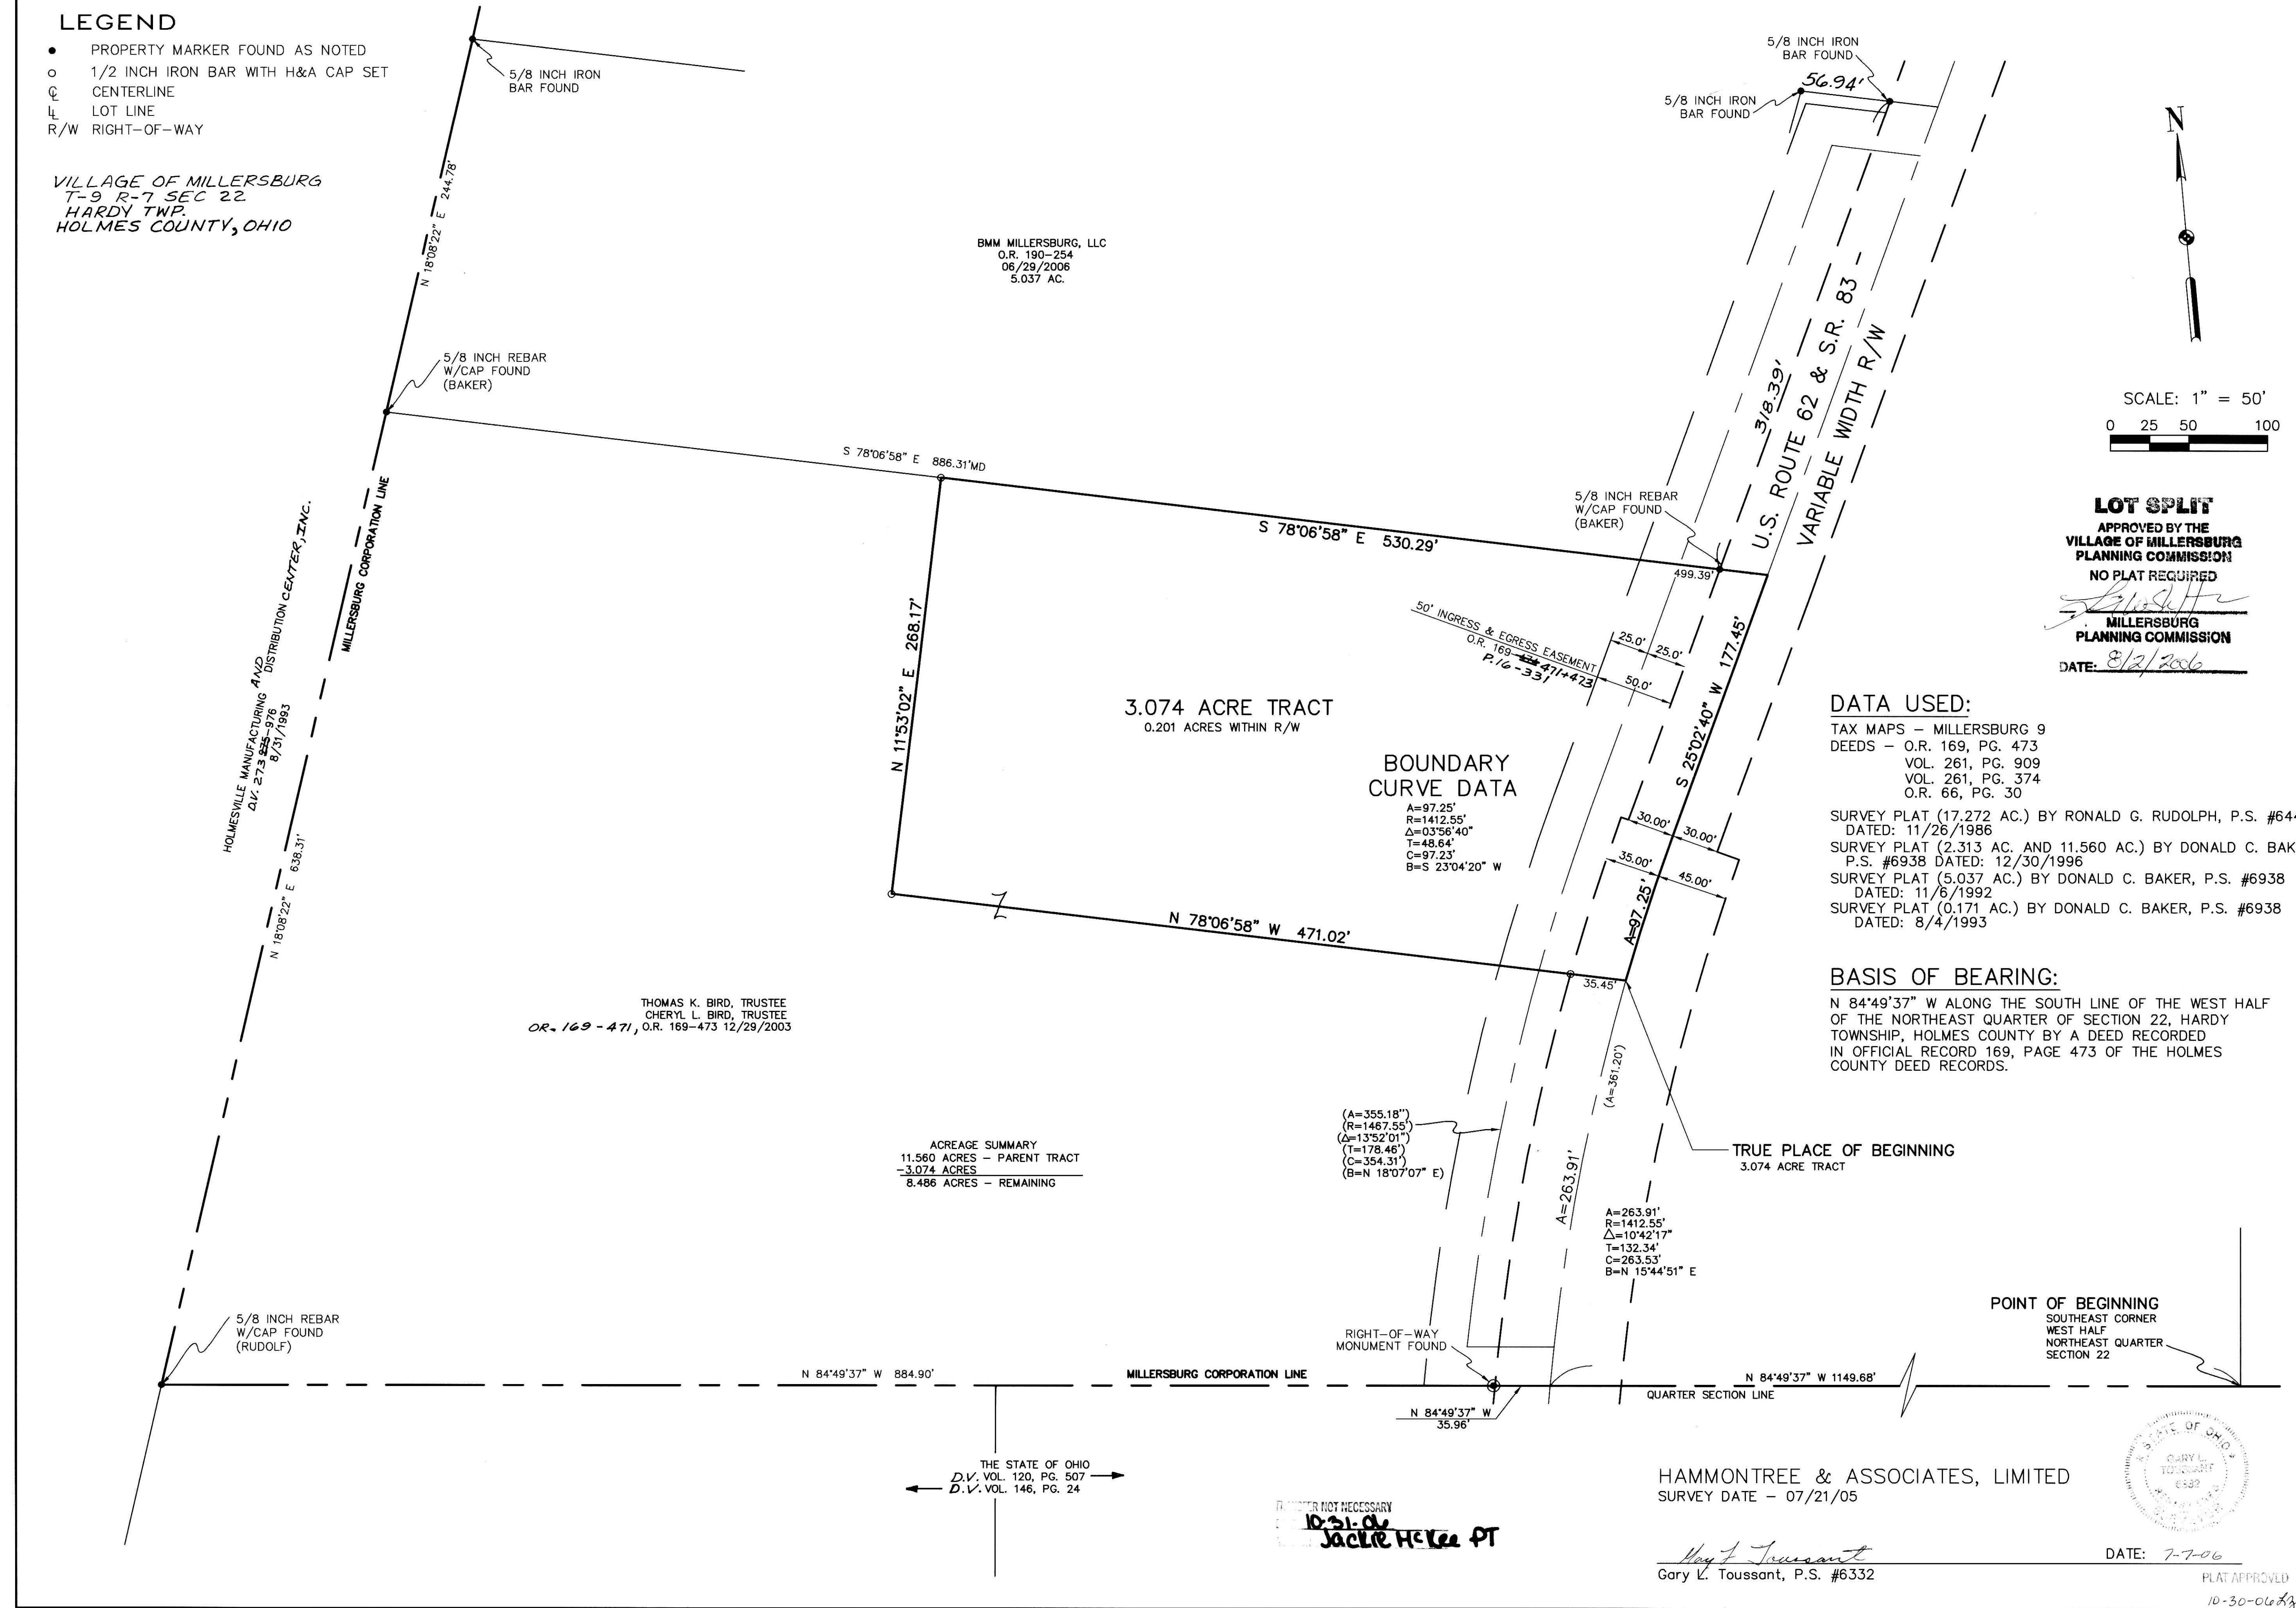 LEGEND
● PROPERTY MARKER FOUND AS NOTED
○ 1/2 INCH IRON BAR WITH H&A CAP SET
℄ CENTERLINE
LL LOT LINE
R/W RIGHT-OF-WAY
VILLAGE OF MILLERSBURG
T-9 R-7 SEC 22
HARDY TWP.
HOLMES COUNTY, OHIO
5/8 INCH IRON
BAR FOUND
N 18°08'22" E 244.78'
BMM MILLERSBURG, LLC
O.R. 190-254
06/29/2006
5.037 AC.
5/8 INCH IRON
BAR FOUND
56.94'
5/8 INCH IRON
BAR FOUND
N
SCALE: 1" = 50'
0 25 50 100
5/8 INCH REBAR
W/CAP FOUND
(BAKER)
S 78°06'58" E 886.31'MD
S 78°06'58" E 530.29'
5/8 INCH REBAR
W/CAP FOUND
(BAKER)
318.39'
U.S. ROUTE 62 & S.R. 83 -
VARIABLE WIDTH R/W
499.39'
LOT SPLIT
APPROVED BY THE
VILLAGE OF MILLERSBURG
PLANNING COMMISSION
NO PLAT REQUIRED
MILLERSBURG
PLANNING COMMISSION
DATE: 8/2/2006
HOLMESVILLE MANUFACTURING AND DISTRIBUTION CENTER, INC.
D.V. 273 975-976
8/31/1993
MILLERSBURG CORPORATION LINE
N 18°08'22" E 638.31'
N 11°53'02" E 268.17'
3.074 ACRE TRACT
0.201 ACRES WITHIN R/W
50' INGRESS & EGRESS EASEMENT
O.R. 169-471+473
P.16-331
25.0' 25.0'
50.0'
S 25°02'40" W 177.45'
BOUNDARY
CURVE DATA
A=97.25'
R=1412.55'
Δ=03°56'40"
T=48.64'
C=97.23'
B=S 23°04'20" W
30.00' 30.00'
35.00' 45.00'
A=97.25'
N 78°06'58" W 471.02'
35.45'
DATA USED:
TAX MAPS - MILLERSBURG 9
DEEDS - O.R. 169, PG. 473
VOL. 261, PG. 909
VOL. 261, PG. 374
O.R. 66, PG. 30
SURVEY PLAT (17.272 AC.) BY RONALD G. RUDOLPH, P.S. #644
DATED: 11/26/1986
SURVEY PLAT (2.313 AC. AND 11.560 AC.) BY DONALD C. BAK
P.S. #6938 DATED: 12/30/1996
SURVEY PLAT (5.037 AC.) BY DONALD C. BAKER, P.S. #6938
DATED: 11/6/1992
SURVEY PLAT (0.171 AC.) BY DONALD C. BAKER, P.S. #6938
DATED: 8/4/1993
BASIS OF BEARING:
N 84°49'37" W ALONG THE SOUTH LINE OF THE WEST HALF
OF THE NORTHEAST QUARTER OF SECTION 22, HARDY
TOWNSHIP, HOLMES COUNTY BY A DEED RECORDED
IN OFFICIAL RECORD 169, PAGE 473 OF THE HOLMES
COUNTY DEED RECORDS.
THOMAS K. BIRD, TRUSTEE
CHERYL L. BIRD, TRUSTEE
OR. 169-471, O.R. 169-473 12/29/2003
ACREAGE SUMMARY
11.560 ACRES - PARENT TRACT
-3.074 ACRES
8.486 ACRES - REMAINING
(A=355.18")
(R=1467.55')
(Δ=13°52'01")
(T=178.46')
(C=354.31')
(B=N 18°07'07" E)
(A=361.20')
A=263.91'
TRUE PLACE OF BEGINNING
3.074 ACRE TRACT
A=263.91'
R=1412.55'
Δ=10°42'17"
T=132.34'
C=263.53'
B=N 15°44'51" E
5/8 INCH REBAR
W/CAP FOUND
(RUDOLF)
RIGHT-OF-WAY
MONUMENT FOUND
POINT OF BEGINNING
SOUTHEAST CORNER
WEST HALF
NORTHEAST QUARTER
SECTION 22
N 84°49'37" W 884.90'
MILLERSBURG CORPORATION LINE
N 84°49'37" W 1149.68'
QUARTER SECTION LINE
N 84°49'37" W
35.96'
THE STATE OF OHIO
D.V. VOL. 120, PG. 507
D.V. VOL. 146, PG. 24
NOT NECESSARY
10-31-06
Jackie McKee PT
HAMMONTREE & ASSOCIATES, LIMITED
SURVEY DATE - 07/21/05
STATE OF OHIO
GARY L.
TOUSSANT
6332
Gary L. Toussant
Gary L. Toussant, P.S. #6332
DATE: 7-7-06
PLAT APPROVED
10-30-06